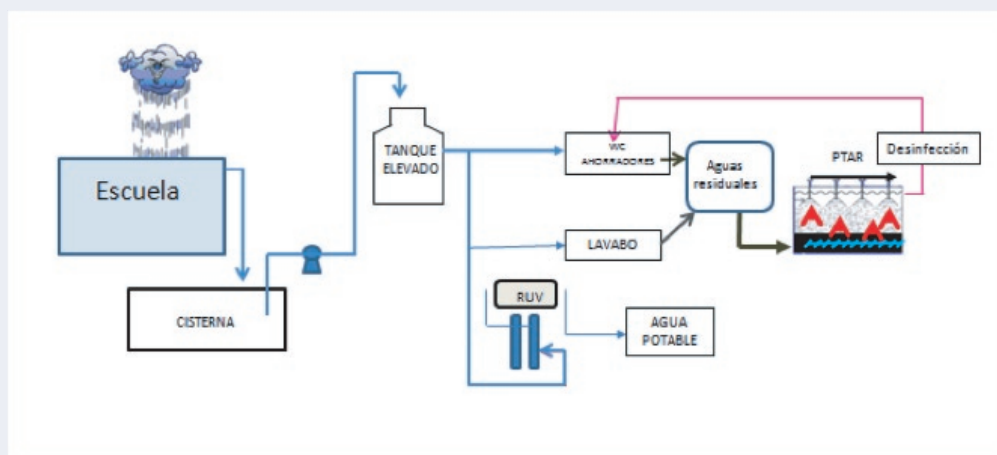 Escuela
CISTERNA
TANQUE
ELEVADO
WC
AHORRADORES
LAVABO
RUV
AGUA
POTABLE
Aguas
residuales
PTAR
Desinfección